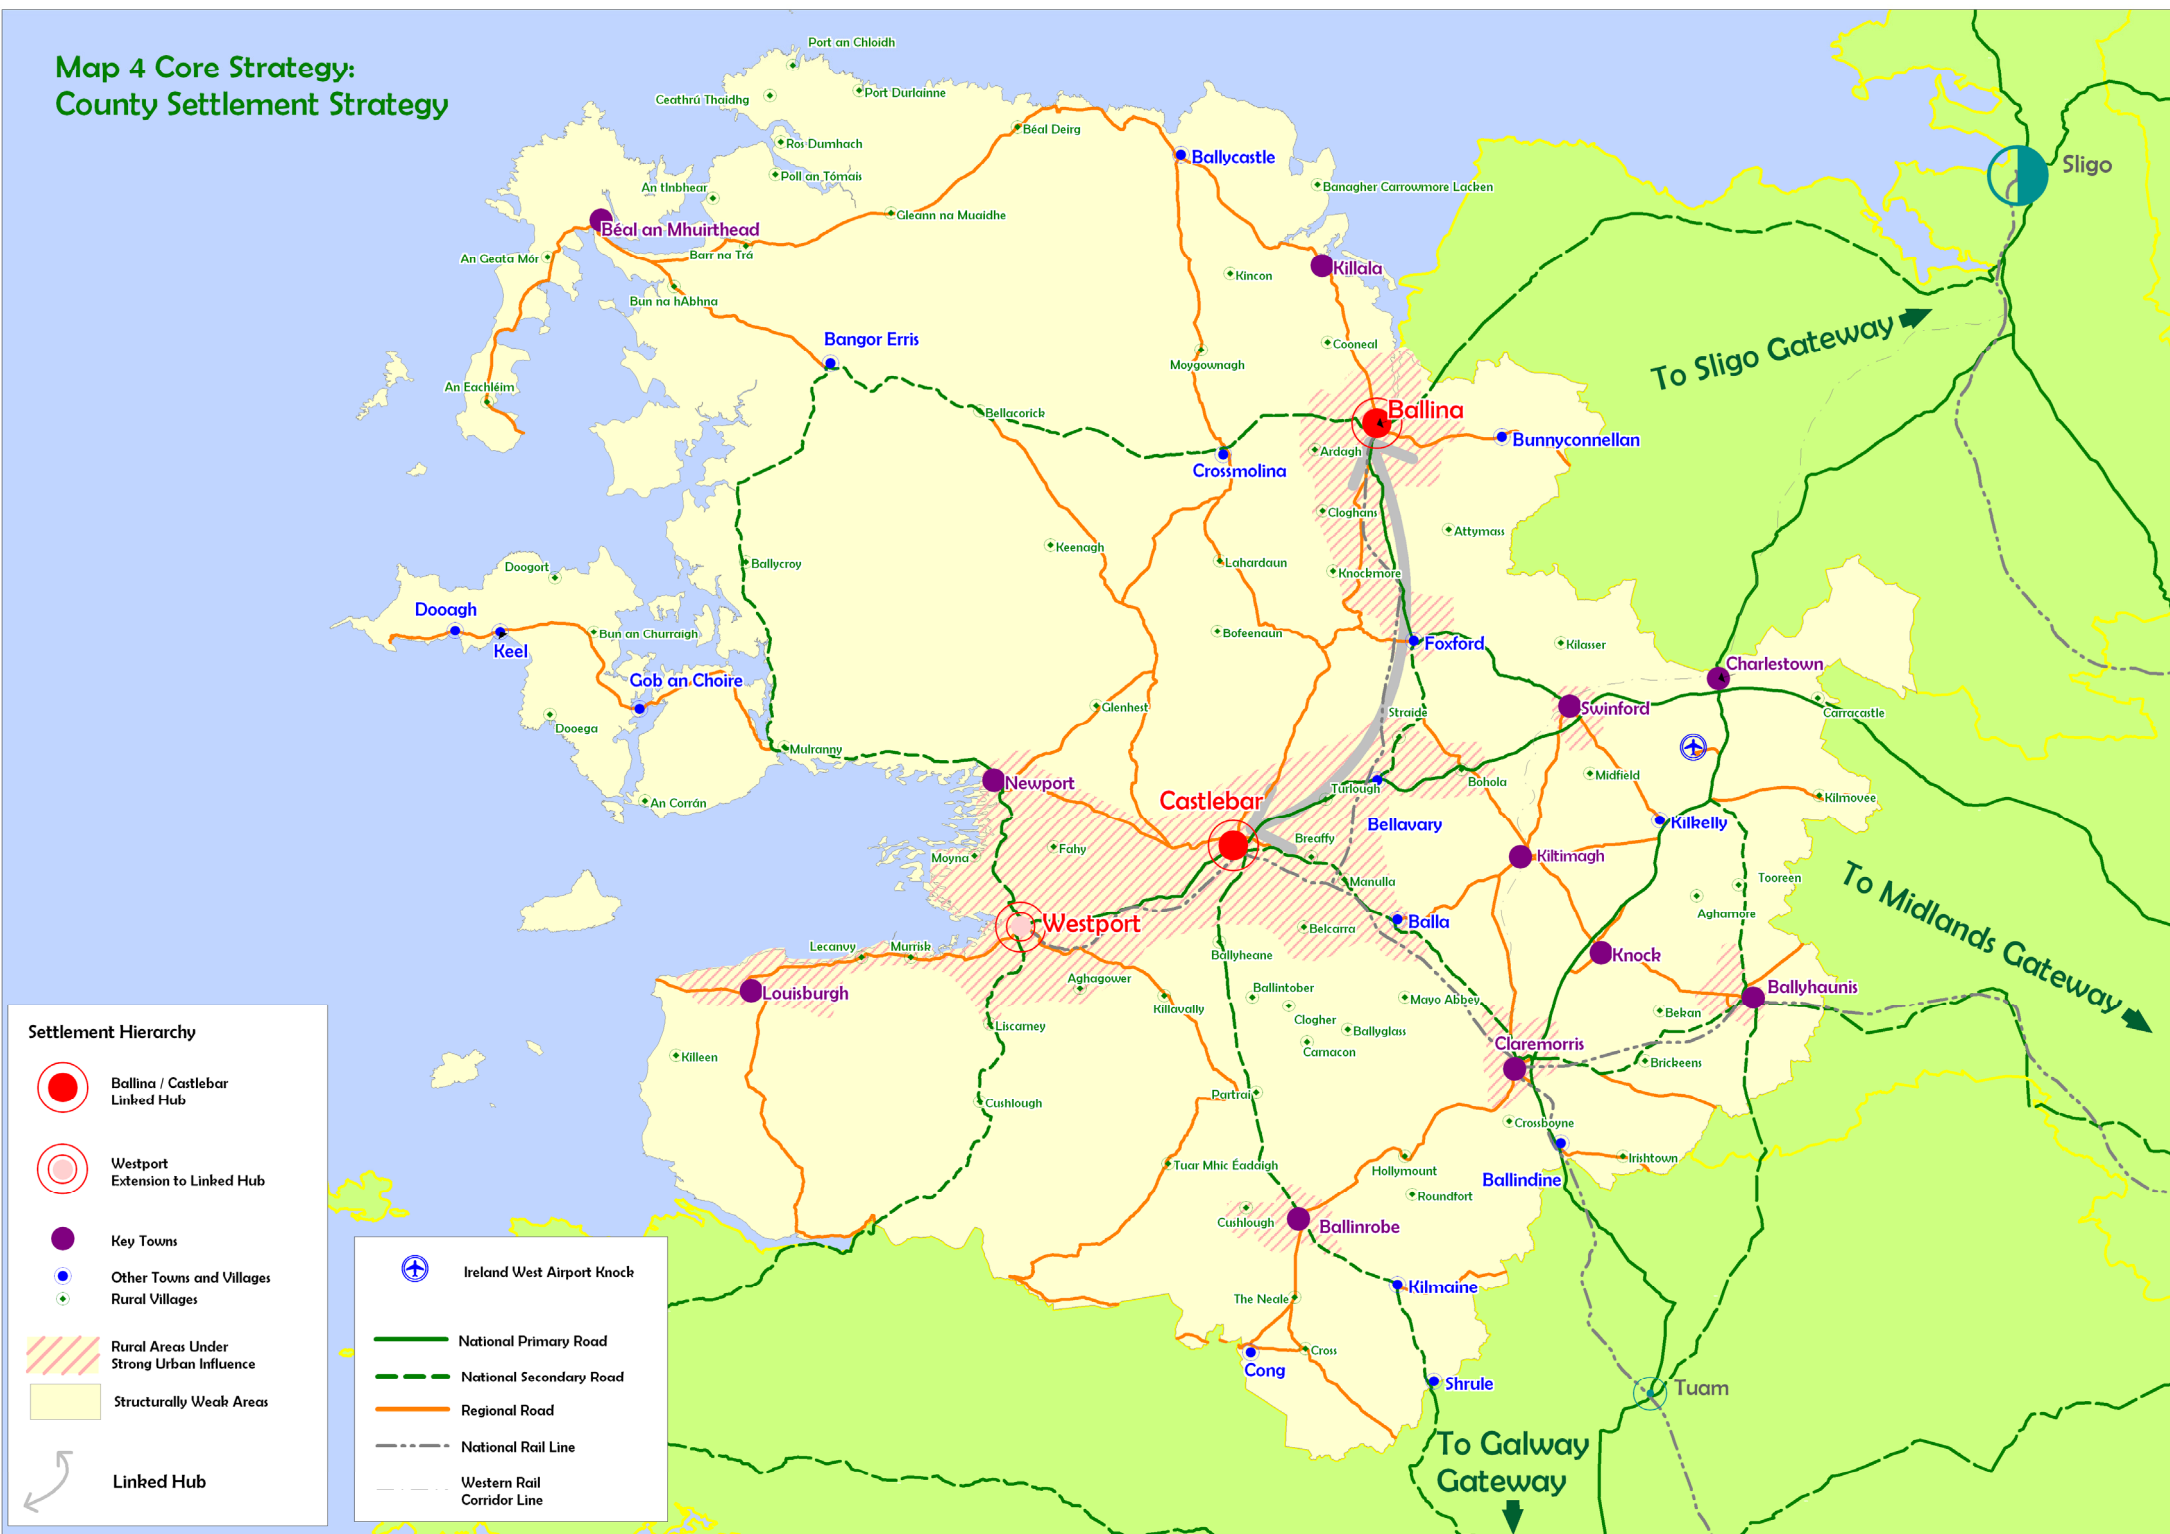 Map 4 Core Strategy:
County Settlement Strategy
Port an Chloidh
Ceathrú Thaidhg
Port Durlainne
Béal Deirg
Ros Dumhach
Ballycastle
Sligo
Poll an Tómais
An tInbhear
Banagher Carrowmore Lacken
Gleann na Muaidhe
Béal an Mhuirthead
Barr na Trá
An Geata Mór
Killala
Kincon
Bun na hAbhna
To Sligo Gateway
Bangor Erris
Cooneal
Moygownagh
An Eachléim
Bellacorick
Ballina
Bunnyconnellan
Ardagh
Crossmolina
Cloghans
Attymass
Keenagh
Ballycroy
Lahardaun
Doogort
Knockmore
Dooagh
Bun an Churraigh
Bofeenaun
Keel
Foxford
Kilasser
Charlestown
Gob an Choire
Glenhest
Straide
Swinford
Carracastle
Dooega
Mulranny
Newport
Midfield
Bohola
Turlough
Kilmovee
An Corrán
Castlebar
Bellavary
Kilkelly
Breaffy
Fahy
Moyna
Kiltimagh
Manulla
Tooreen
To Midlands Gateway
Aghamore
Westport
Balla
Belcarra
Lecanvy
Murrisk
Ballyheane
Knock
Aghagower
Ballintober
Ballyhaunis
Louisburgh
Killavally
Mayo Abbey
Clogher
Bekan
Liscarney
Ballyglass
Carnacon
Claremorris
Killeen
Brickeens
Partrai
Cushlough
Crossboyne
Tuar Mhic Éadaigh
Hollymount
Irishtown
Ballindine
Roundfort
Cushlough
Ballinrobe
Kilmaine
The Neale
Cross
Cong
Shrule
Tuam
To Galway
Gateway
Settlement Hierarchy
Ballina / Castlebar
Linked Hub
Westport
Extension to Linked Hub
Key Towns
Other Towns and Villages
Rural Villages
Rural Areas Under
Strong Urban Influence
Structurally Weak Areas
Linked Hub
Ireland West Airport Knock
National Primary Road
National Secondary Road
Regional Road
National Rail Line
Western Rail
Corridor Line